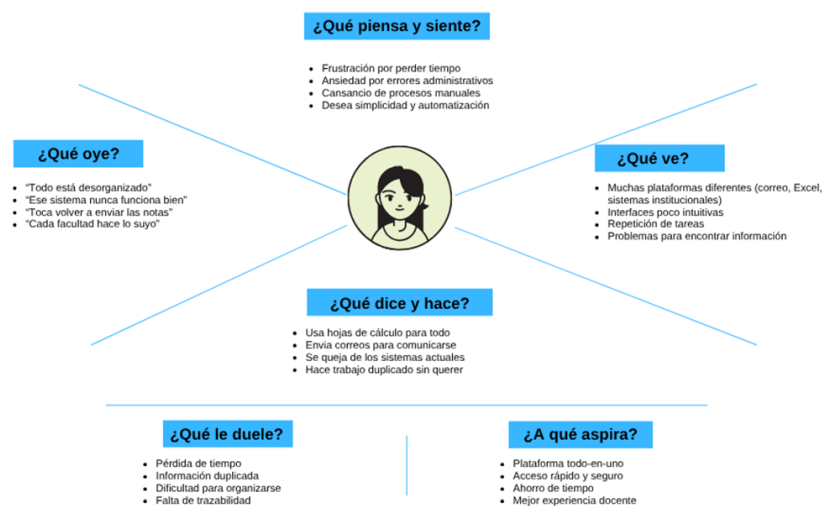 ¿Qué piensa y siente?
• Frustración por perder tiempo
• Ansiedad por errores administrativos
• Cansancio de procesos manuales
• Desea simplicidad y automatización
¿Qué oye?
• “Todo está desorganizado”
• “Ese sistema nunca funciona bien”
• “Toca volver a enviar las notas”
• “Cada facultad hace lo suyo”
¿Qué ve?
• Muchas plataformas diferentes (correo, Excel,
sistemas institucionales)
• Interfaces poco intuitivas
• Repetición de tareas
• Problemas para encontrar información
¿Qué dice y hace?
• Usa hojas de cálculo para todo
• Envia correos para comunicarse
• Se queja de los sistemas actuales
• Hace trabajo duplicado sin querer
¿Qué le duele?
• Pérdida de tiempo
• Información duplicada
• Dificultad para organizarse
• Falta de trazabilidad
¿A qué aspira?
• Plataforma todo-en-uno
• Acceso rápido y seguro
• Ahorro de tiempo
• Mejor experiencia docente